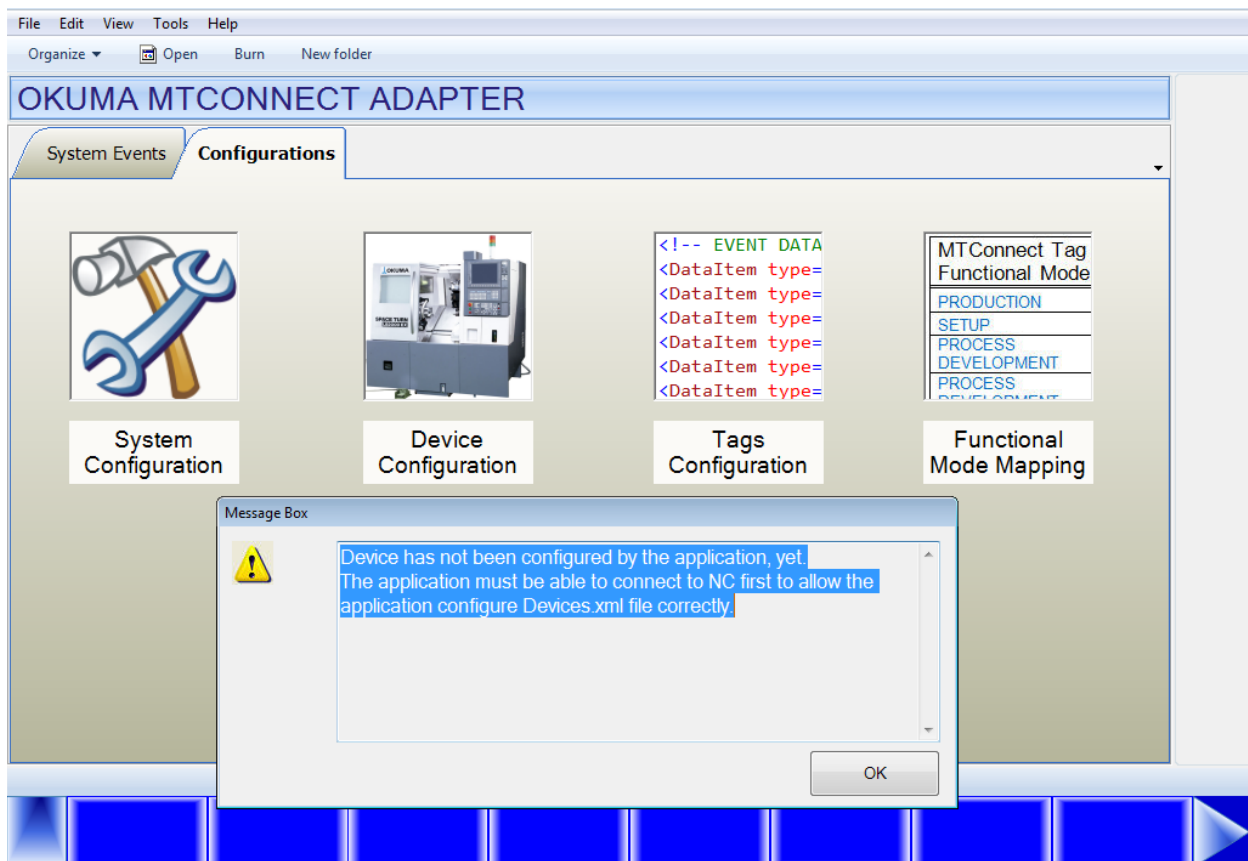 File Edit View Tools Help
Organize Open Burn New folder
OKUMA MTCONNECT ADAPTER
System Events Configurations
<!-- EVENT DATA
<DataItem type=
<DataItem type=
<DataItem type=
<DataItem type=
<DataItem type=
<DataItem type=
MTConnect Tag
Functional Mode
PRODUCTION
SETUP
PROCESS
DEVELOPMENT
PROCESS
DEVELOPMENT
OKUMA
SPACE TURN
System
Configuration
Device
Configuration
Tags
Configuration
Functional
Mode Mapping
Message Box
Device has not been configured by the application, yet.
The application must be able to connect to NC first to allow the
application configure Devices.xml file correctly.
OK